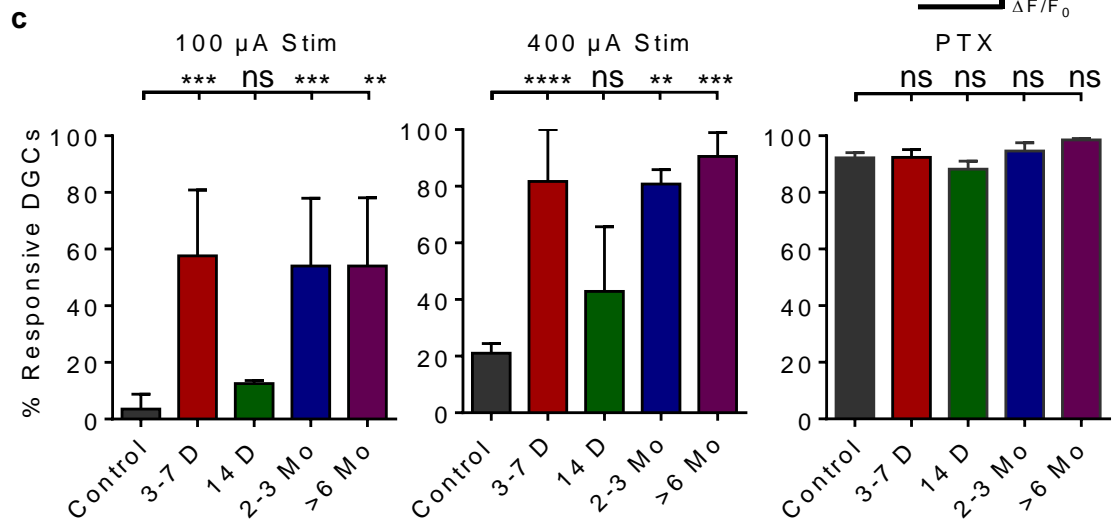 c
ΔF/F0
100 µA Stim
*** ns *** **
% Responsive DGCs
100
80
60
40
20
0
Control 3-7 D 14 D 2-3 Mo >6 Mo
400 µA Stim
**** ns ** ***
100
80
60
40
20
0
Control 3-7 D 14 D 2-3 Mo >6 Mo
PTX
ns ns ns ns
100
80
60
40
20
0
Control 3-7 D 14 D 2-3 Mo >6 Mo